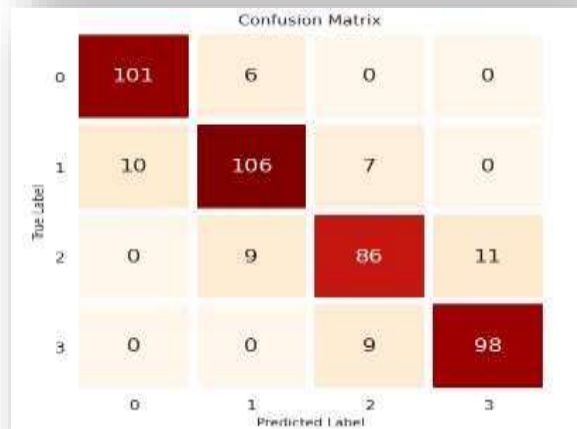 Confusion Matrix
0 101 6 0 0
1 10 106 7 0
True Label
2 0 9 86 11
3 0 0 9 98
0 1 2 3
Predicted Label